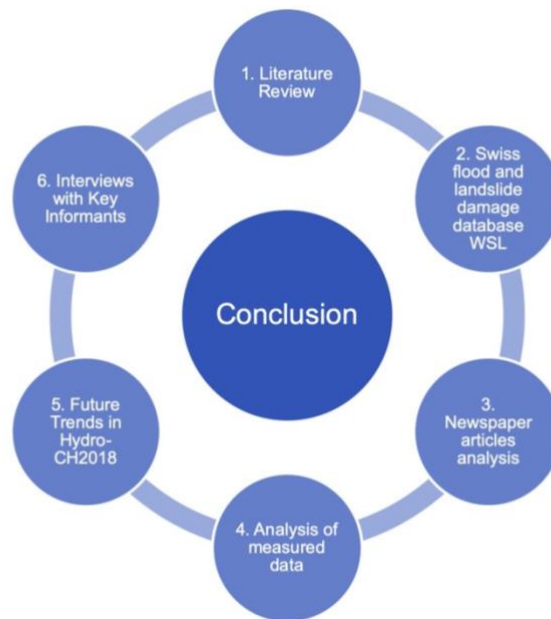 1. Literature
Review
2. Swiss
flood and
landslide
damage
database
WSL
3.
Newspaper
articles
analysis
4. Analysis of
measured
data
5. Future
Trends in
Hydro-
CH2018
6. Interviews
with Key
Informants
Conclusion